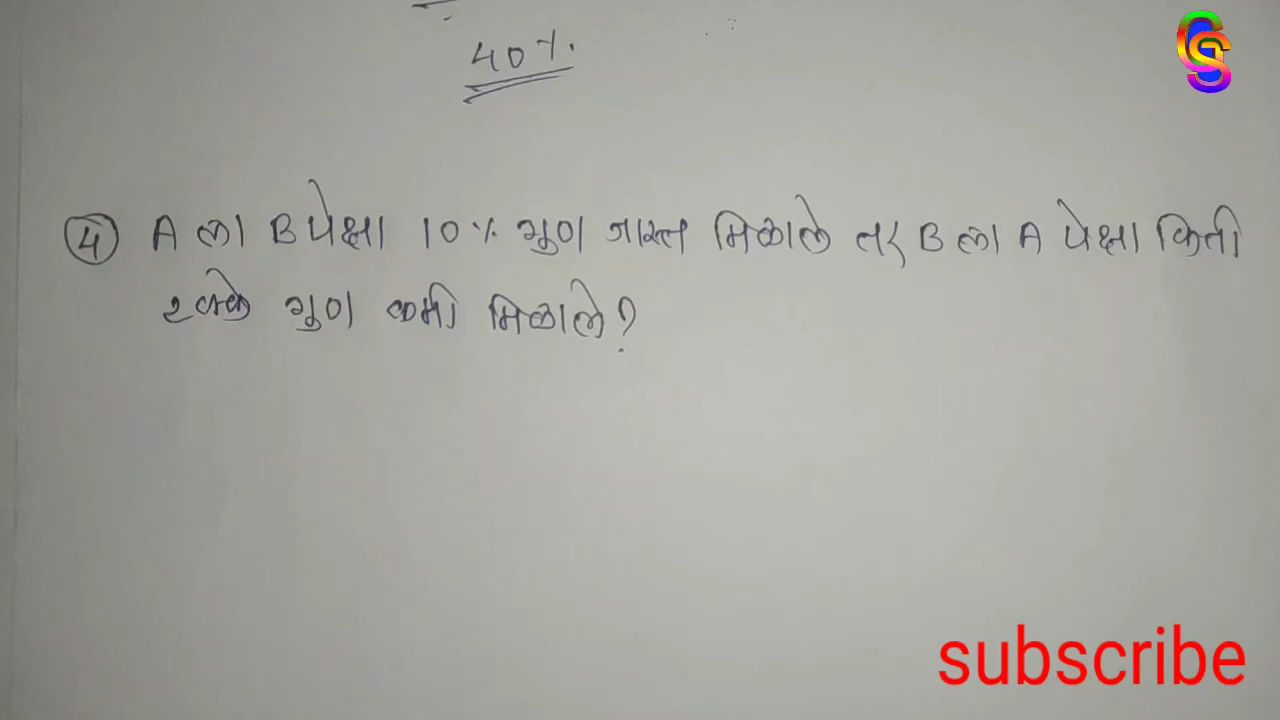 40%.
④ A ला B पेक्षा 10% गुण जास्त मिळाले तर B ला A पेक्षा किती
टक्के गुण कमी मिळाले?
subscribe